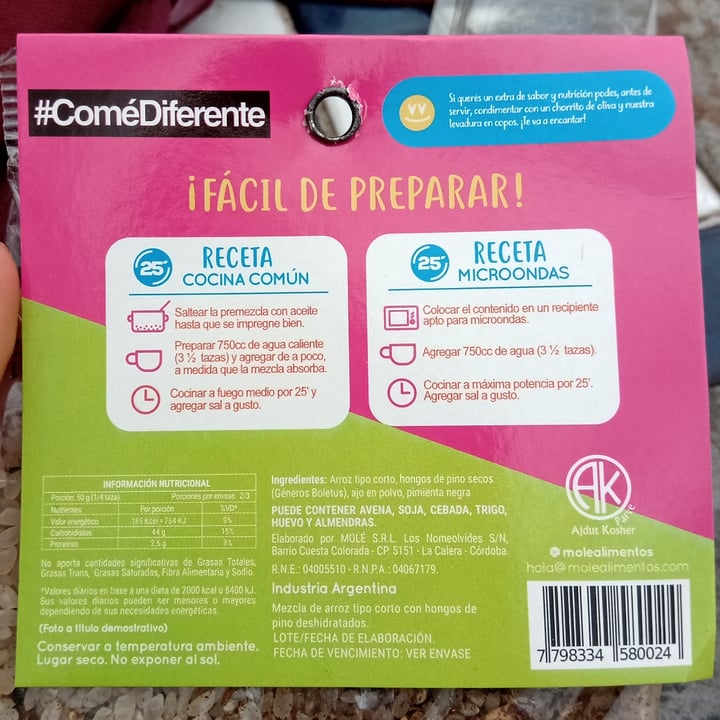 #ComéDiferente
Si querés un extra de sabor y nutrición podes, antes de
servir, condimentar con un chorrito de oliva y nuestra
levadura en copos. ¡Te va a encantar!
¡FÁCIL DE PREPARAR!
25'
RECETA
COCINA COMÚN
Saltear la premezcla con aceite
hasta que se impregne bien.
Preparar 750cc de agua caliente
(3 ½ tazas) y agregar de a poco,
a medida que la mezcla absorba.
Cocinar a fuego medio por 25' y
agregar sal a gusto.
25'
RECETA
MICROONDAS
Colocar el contenido en un recipiente
apto para microondas.
Agregar 750cc de agua (3 ½ tazas).
Cocinar a máxima potencia por 25'.
Agregar sal a gusto.
INFORMACIÓN NUTRICIONAL
Porción: 50 g (1/4 taza) Porciones por envase: 2/3
Nutrientes: Por porción %VD*
Valor energético 185 Kcal = 754 KJ 9%
Carbohidratos 44 g 15%
Proteínas 2,6 g 3%
No aporta cantidades significativas de Grasas Totales,
Grasas Trans, Grasas Saturadas, Fibra Alimentaria y Sodio.
*Valores diarios en base a una dieta de 2000 kcal u 8400 kJ.
Sus valores diarios pueden ser menores o mayores
dependiendo de sus necesidades energéticas.
(Foto a título demostrativo)
Conservar a temperatura ambiente.
Lugar seco. No exponer al sol.
Ingredientes: Arroz tipo corto, hongos de pino secos
(Géneros Boletus), ajo en polvo, pimienta negra
PUEDE CONTENER AVENA, SOJA, CEBADA, TRIGO,
HUEVO Y ALMENDRAS.
Elaborado por MOLÉ S.R.L. Los Nomeolvides S/N,
Barrio Cuesta Colorada - CP. 5151 - La Calera - Córdoba.
R.N.E.: 04005510 - R.N.P.A.: 04067179.
Industria Argentina
Mezcla de arroz tipo corto con hongos de
pino deshidratados.
LOTE/FECHA DE ELABORACIÓN.
FECHA DE VENCIMIENTO: VER ENVASE
AK
Parve
Ajdut Kosher
@molealimentos
hola@molealimentos.com
7 798334 580024